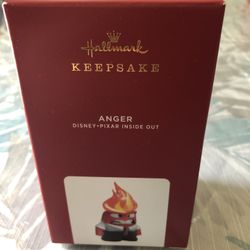 Hallmark
KEEPSAKE
ANGER
DISNEY•PIXAR INSIDE OUT